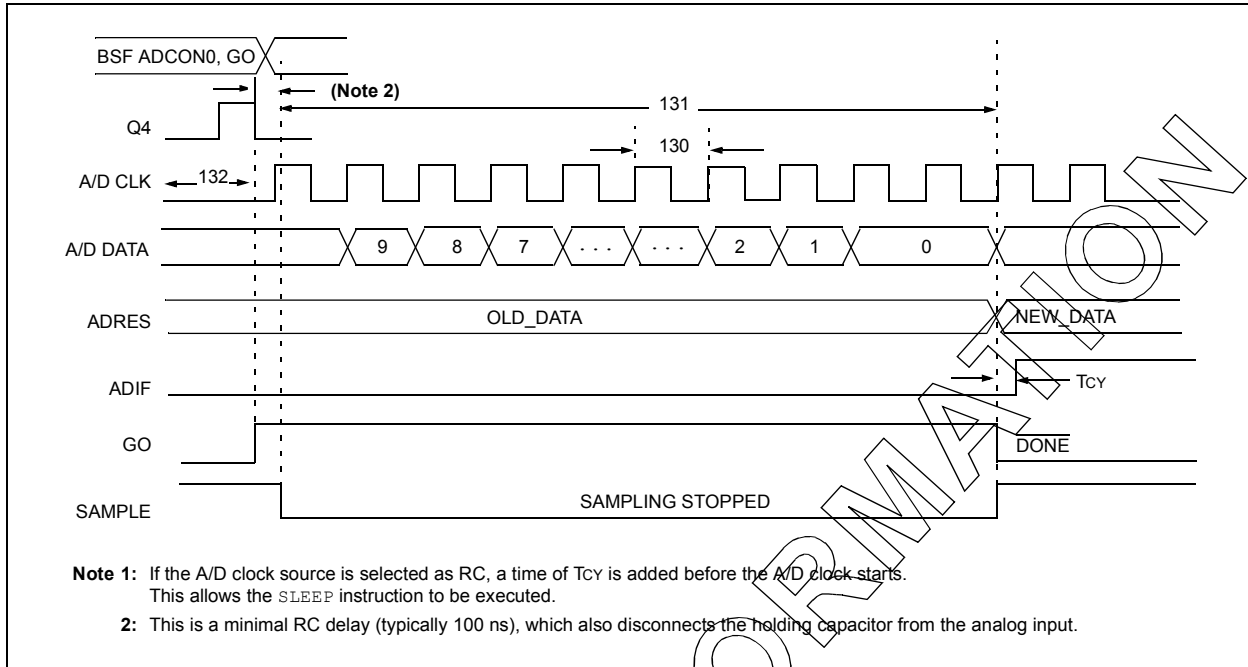 BSF ADCON0, GO
(Note 2)
131
Q4
130
A/D CLK
132
A/D DATA
9 8 7 . . . . . . 2 1 0
ADRES
OLD_DATA
NEW_DATA
ADIF
TCY
GO
DONE
SAMPLE
SAMPLING STOPPED
Note 1: If the A/D clock source is selected as RC, a time of TCY is added before the A/D clock starts.
This allows the SLEEP instruction to be executed.
2: This is a minimal RC delay (typically 100 ns), which also disconnects the holding capacitor from the analog input.
ORMATION